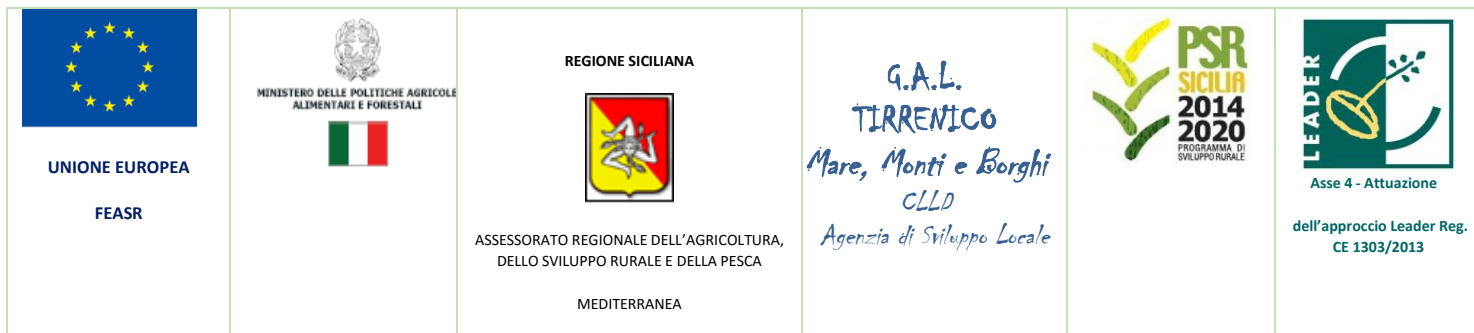 UNIONE EUROPEA
FEASR
MINISTERO DELLE POLITICHE AGRICOLE
ALIMENTARI E FORESTALI
REGIONE SICILIANA
ASSESSORATO REGIONALE DELL'AGRICOLTURA,
DELLO SVILUPPO RURALE E DELLA PESCA
MEDITERRANEA
G.A.L.
TIRRENICO
Mare, Monti e Borghi
CLLD
Agenzia di Sviluppo Locale
PSR
SICILIA
2014
2020
PROGRAMMA DI
SVILUPPO RURALE
LEADER
Asse 4 - Attuazione
dell'approccio Leader Reg.
CE 1303/2013